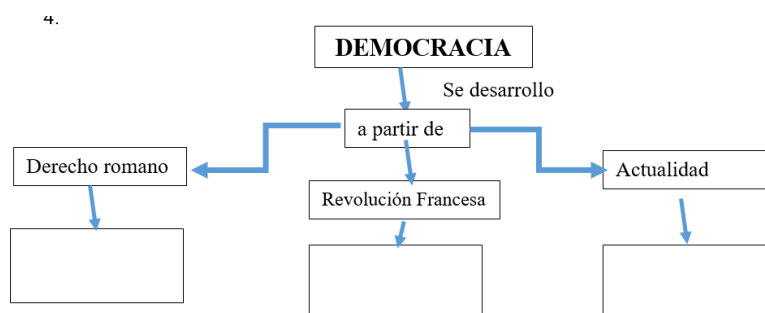 4.
DEMOCRACIA
Se desarrollo
a partir de
Derecho romano
Actualidad
Revolución Francesa